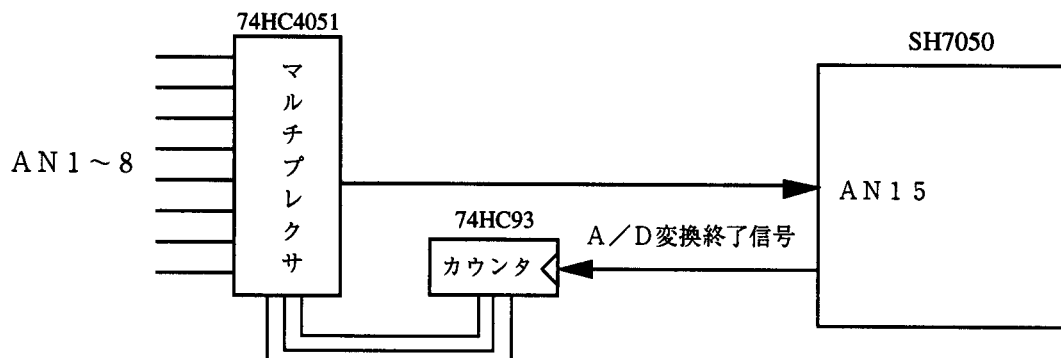 74HC4051
SH7050
マルチプレクサ
AN1~8
AN15
74HC93
カウンタ
A/D変換終了信号